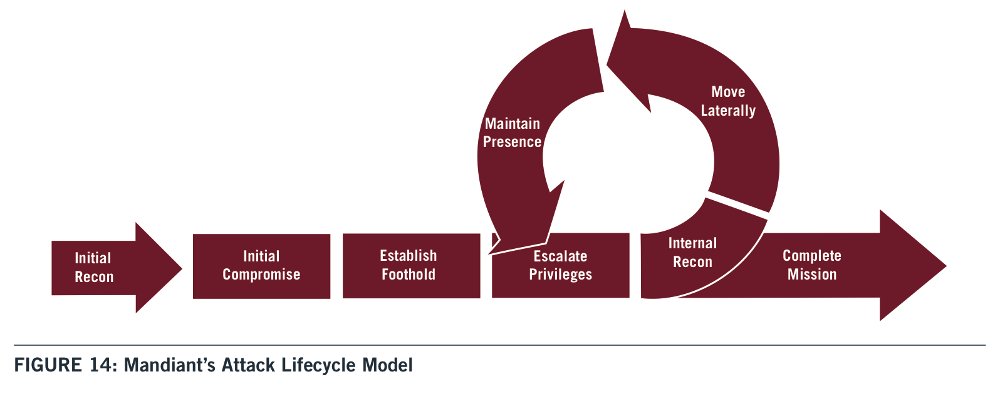 Initial
Recon
Initial
Compromise
Establish
Foothold
Escalate
Privileges
Internal
Recon
Move
Laterally
Maintain
Presence
Complete
Mission
FIGURE 14: Mandiant’s Attack Lifecycle Model